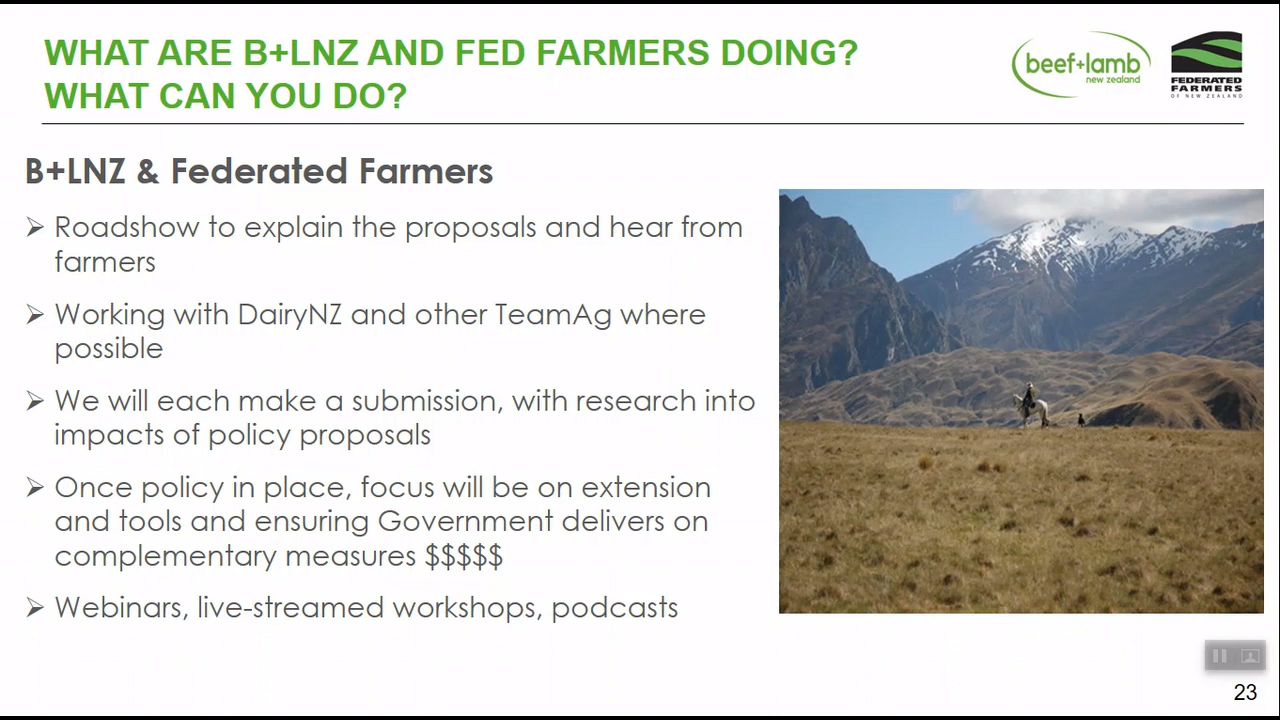 WHAT ARE B+LNZ AND FED FARMERS DOING?
WHAT CAN YOU DO?
beef+lamb
new zealand
FEDERATED
FARMERS
OF NEW ZEALAND
B+LNZ & Federated Farmers
➢ Roadshow to explain the proposals and hear from
farmers
➢ Working with DairyNZ and other TeamAg where
possible
➢ We will each make a submission, with research into
impacts of policy proposals
➢ Once policy in place, focus will be on extension
and tools and ensuring Government delivers on
complementary measures $$$$$
➢ Webinars, live-streamed workshops, podcasts
23